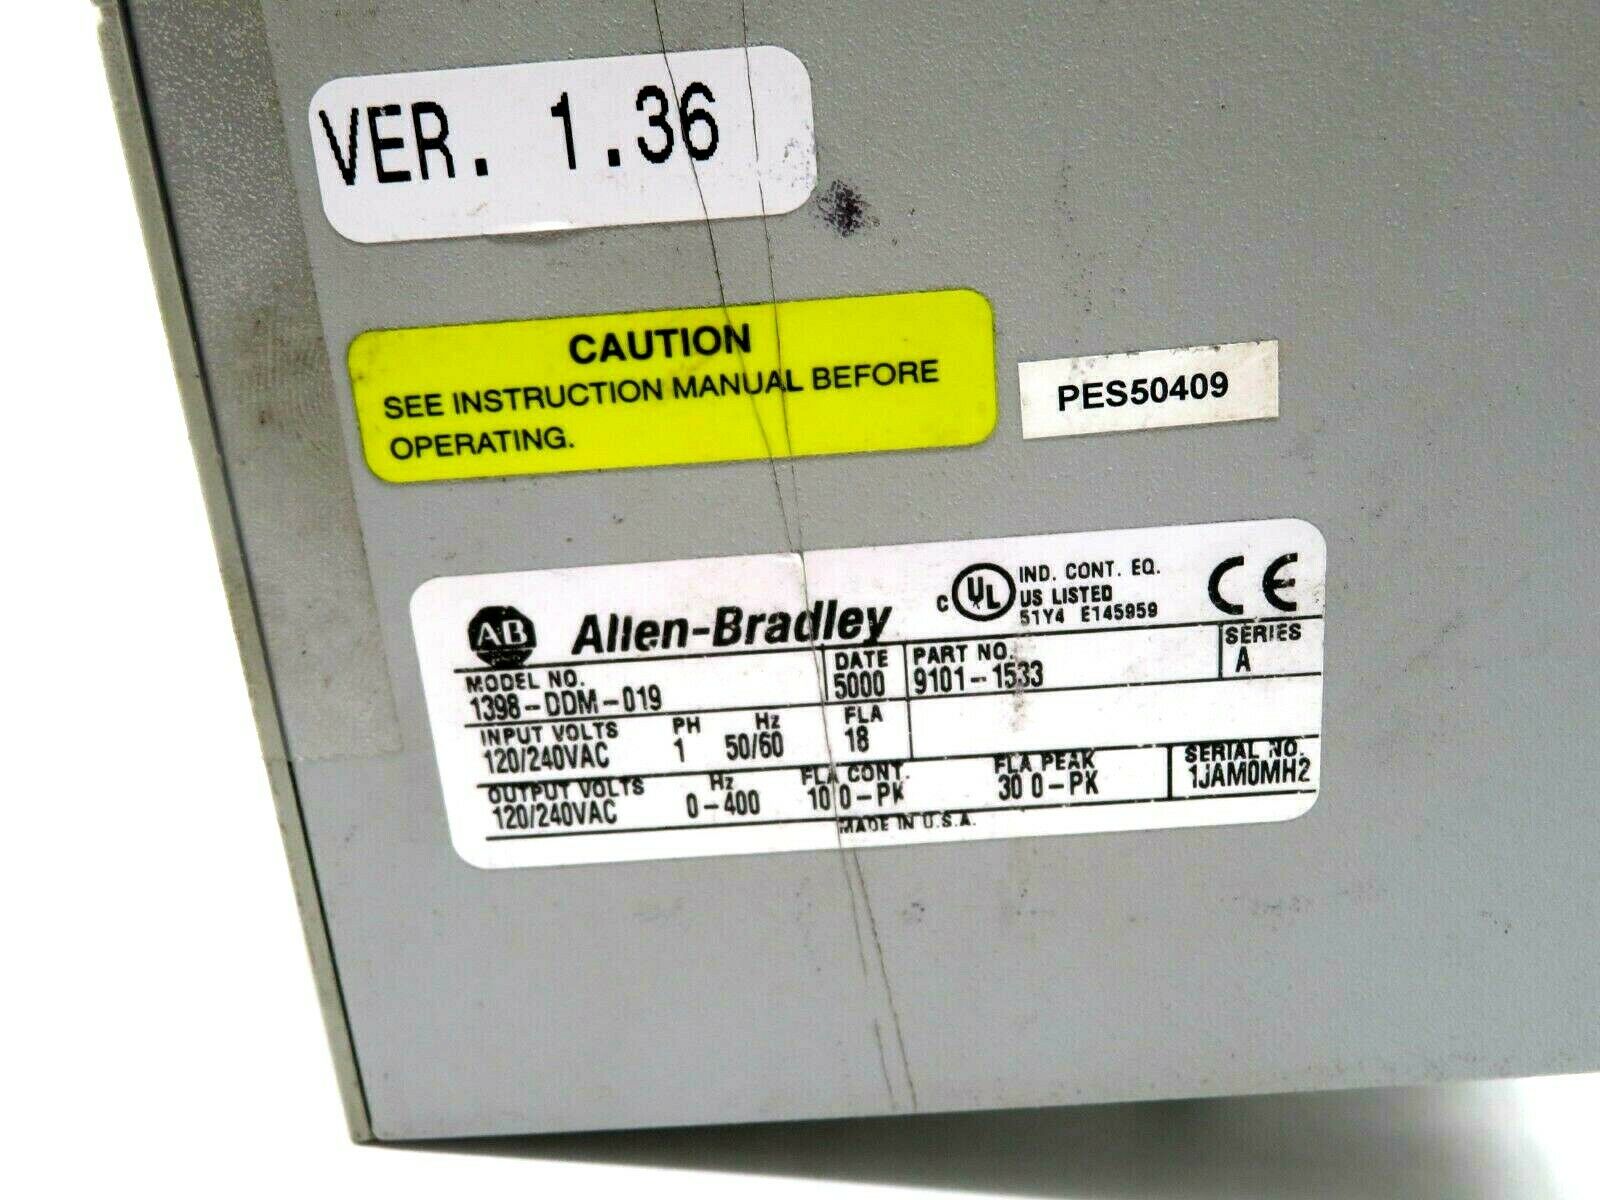 VER. 1.36
CAUTION
SEE INSTRUCTION MANUAL BEFORE
OPERATING.
PES50409
AB Allen-Bradley
C UL IND. CONT. EQ.
US LISTED
51Y4 E145959
CE
MODEL NO.
1398-DDM-019
DATE
5000
PART NO.
9101-1533
SERIES
A
INPUT VOLTS
120/240VAC
PH
1
Hz
50/60
FLA
18
OUTPUT VOLTS
120/240VAC
Hz
0-400
FLA CONT.
10 0-PK
FLA PEAK
30 0-PK
SERIAL NO.
1JAM0MH2
MADE IN U.S.A.